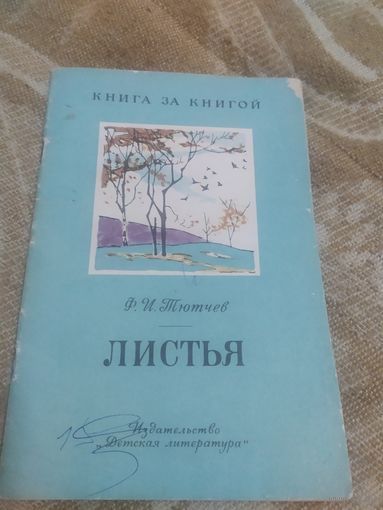 КНИГА ЗА КНИГОЙ
Ф. И. Тютчев
ЛИСТЬЯ
Издательство
„Детская литература"